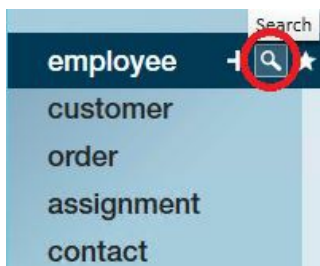 Search
employee
customer
order
assignment
contact